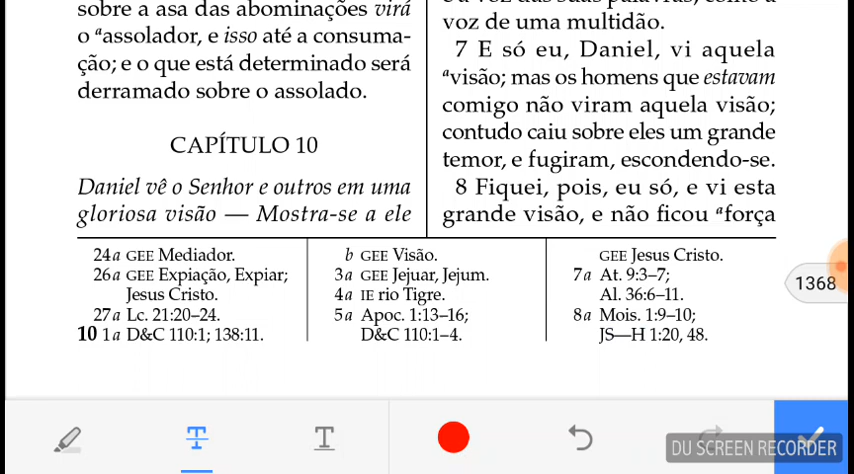 sobre a asa das abominações virá
o ᵃassolador, e isso até a consuma-
ção; e o que está determinado será
derramado sobre o assolado.
CAPÍTULO 10
Daniel vê o Senhor e outros em uma
gloriosa visão — Mostra-se a ele
voz de uma multidão.
7 E só eu, Daniel, vi aquela
ᵃvisão; mas os homens que estavam
comigo não viram aquela visão;
contudo caiu sobre eles um grande
temor, e fugiram, escondendo-se.
8 Fiquei, pois, eu só, e vi esta
grande visão, e não ficou ᵃforça
24a GEE Mediador.
26a GEE Expiação, Expiar;
Jesus Cristo.
27a Lc. 21:20–24.
10 1a D&C 110:1; 138:11.
b GEE Visão.
3a GEE Jejuar, Jejum.
4a IE rio Tigre.
5a Apoc. 1:13–16;
D&C 110:1–4.
GEE Jesus Cristo.
7a At. 9:3–7;
Al. 36:6–11.
8a Mois. 1:9–10;
JS—H 1:20, 48.
1368
T
T
DU SCREEN RECORDER